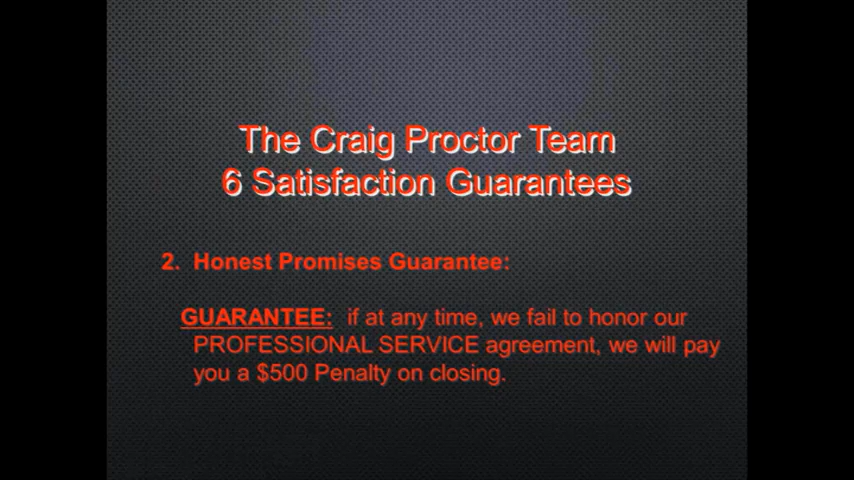 The Craig Proctor Team
6 Satisfaction Guarantees
2. Honest Promises Guarantee:
GUARANTEE: if at any time, we fail to honor our
PROFESSIONAL SERVICE agreement, we will pay
you a $500 Penalty on closing.